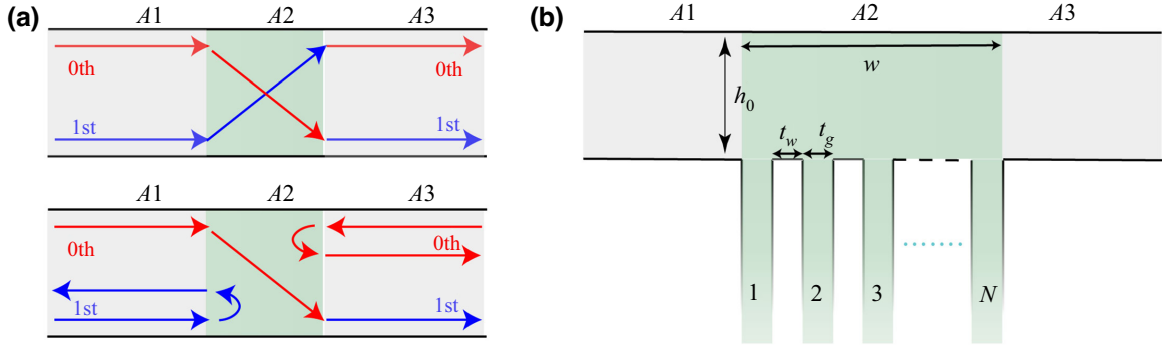 (a)
A1 A2 A3
0th 0th
1st 1st
A1 A2 A3
0th 0th
1st 1st
(b)
A1 A2 A3
w
h0
tw tg
1 2 3 N